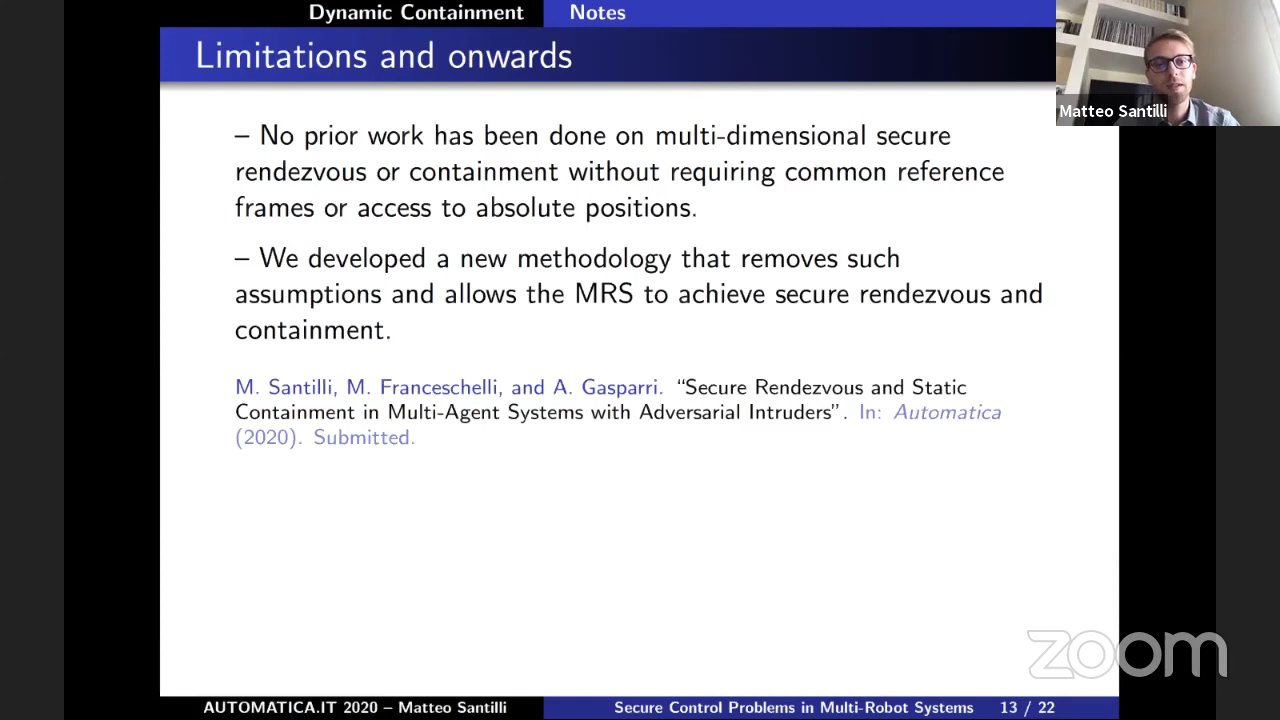 Dynamic Containment Notes
Limitations and onwards
Matteo Santilli
– No prior work has been done on multi-dimensional secure
rendezvous or containment without requiring common reference
frames or access to absolute positions.
– We developed a new methodology that removes such
assumptions and allows the MRS to achieve secure rendezvous and
containment.
M. Santilli, M. Franceschelli, and A. Gasparri. “Secure Rendezvous and Static
Containment in Multi-Agent Systems with Adversarial Intruders”. In: Automatica
(2020). Submitted.
zoom
AUTOMATICA.IT 2020 – Matteo Santilli Secure Control Problems in Multi-Robot Systems 13 / 22